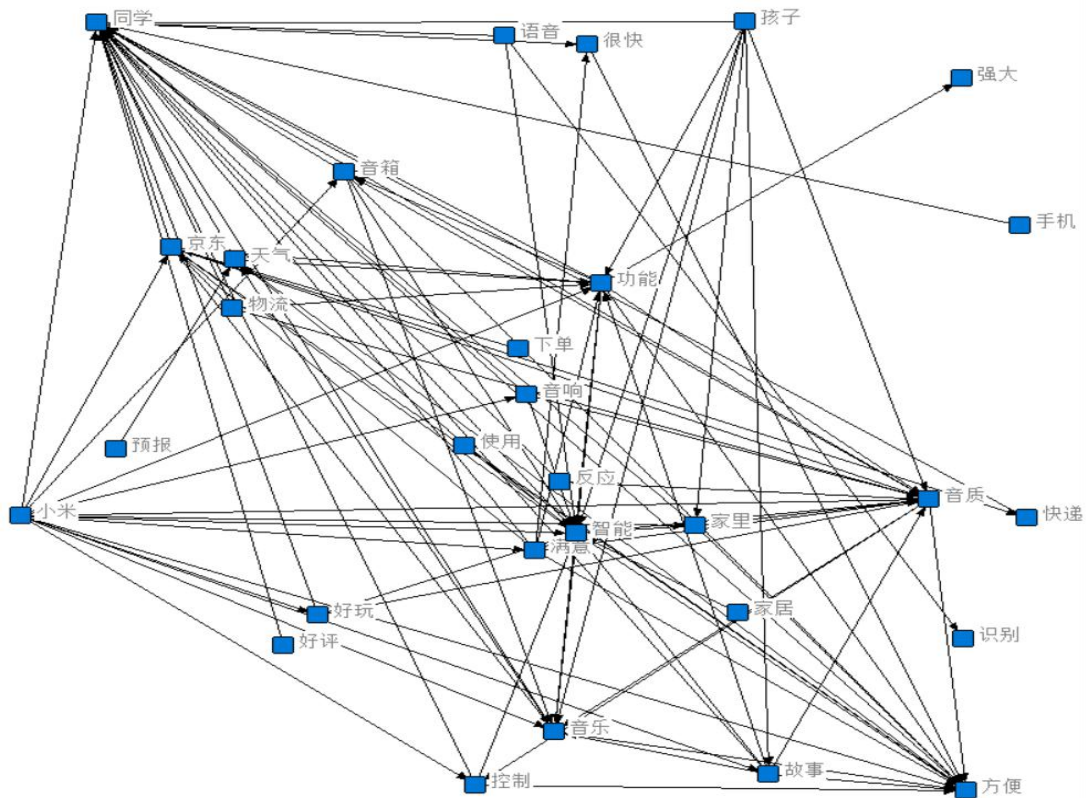 同学
语音
很快
孩子
强大
音箱
手机
京东
天气
功能
物流
下单
音响
预报
使用
反应
音质
小米
智能
家里
快递
满意
好玩
家居
好评
识别
音乐
控制
故事
方便